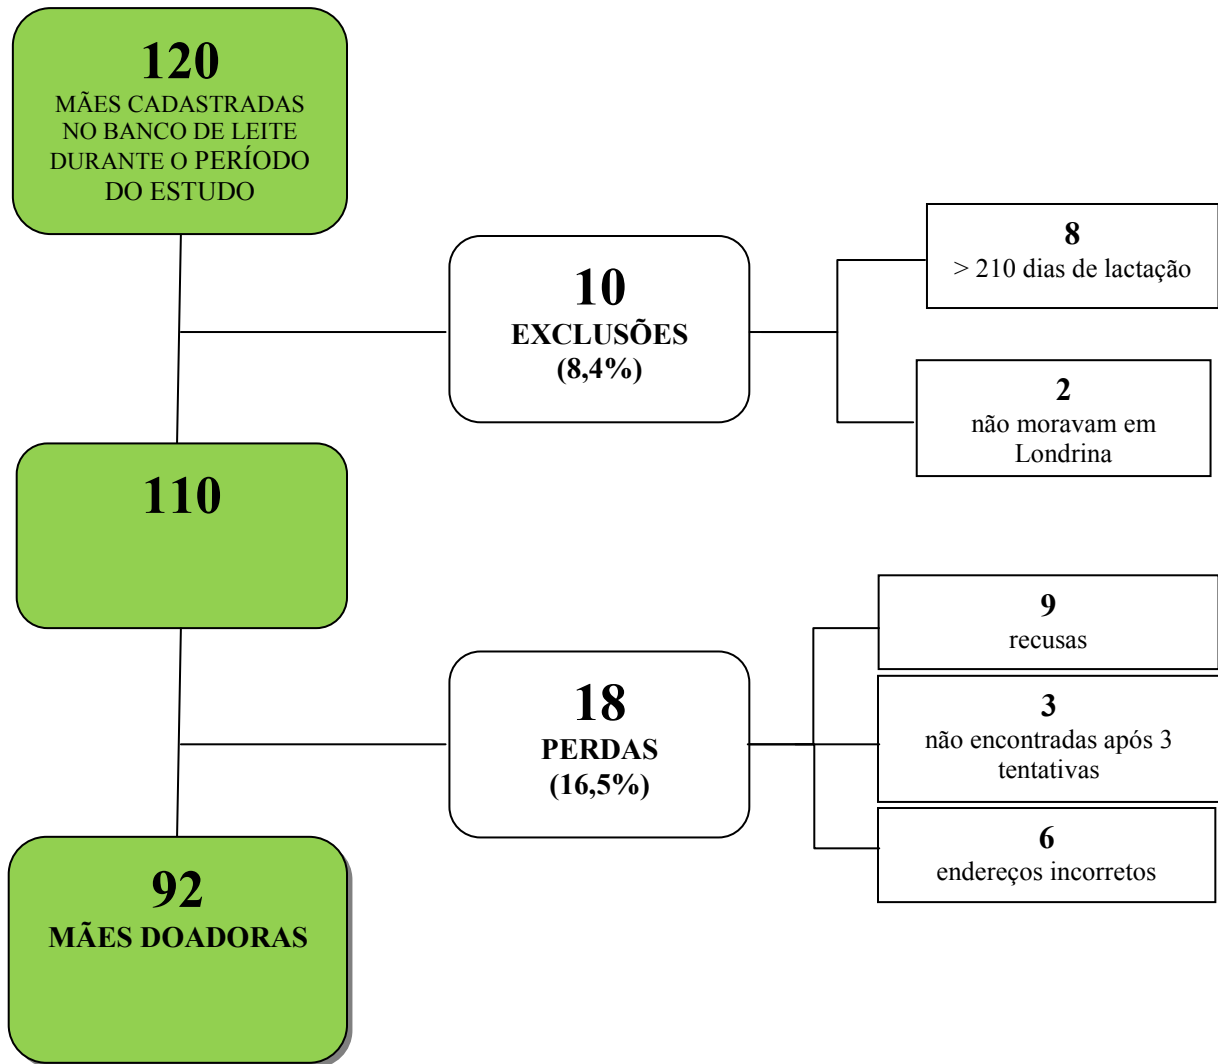 120
MÃES CADASTRADAS
NO BANCO DE LEITE
DURANTE O PERÍODO
DO ESTUDO
10
EXCLUSÕES
(8,4%)
8
> 210 dias de lactação
2
não moravam em
Londrina
110
18
PERDAS
(16,5%)
9
recusas
3
não encontradas após 3
tentativas
6
endereços incorretos
92
MÃES DOADORAS